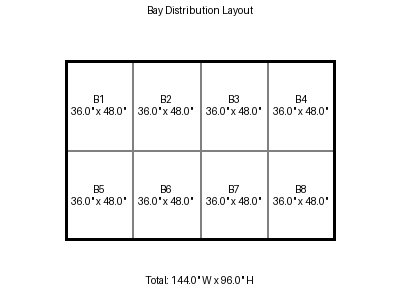 Bay Distribution Layout
B1
36.0" x 48.0"
B2
36.0" x 48.0"
B3
36.0" x 48.0"
B4
36.0" x 48.0"
B5
36.0" x 48.0"
B6
36.0" x 48.0"
B7
36.0" x 48.0"
B8
36.0" x 48.0"
Total: 144.0" W x 96.0" H